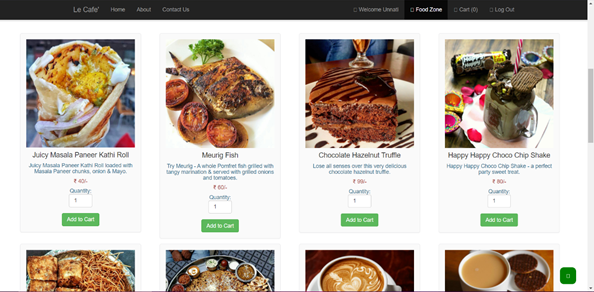 Le Cafe' Home About Contact Us Welcome Unnati! Food Zone Cart (0) Log Out
Juicy Masala Paneer Kathi Roll
Juicy Masala Paneer Kathi Roll loaded with
Masala Paneer chunks, onion & Mayo.
₹ 40/-
Quantity:
1
Add to Cart
Meurig Fish
Try Meurig - A whole Pomfret fish grilled with
tangy marination & served with grilled onions
and tomatoes.
₹ 60/-
Quantity:
1
Add to Cart
Chocolate Hazelnut Truffle
Lose all senses over this very delicious
chocolate hazelnut truffle.
₹ 99/-
Quantity:
1
Add to Cart
Happy Happy Choco Chip Shake
Happy Happy Choco Chip Shake - a perfect
party sweet treat.
₹ 80/-
Quantity:
1
Add to Cart